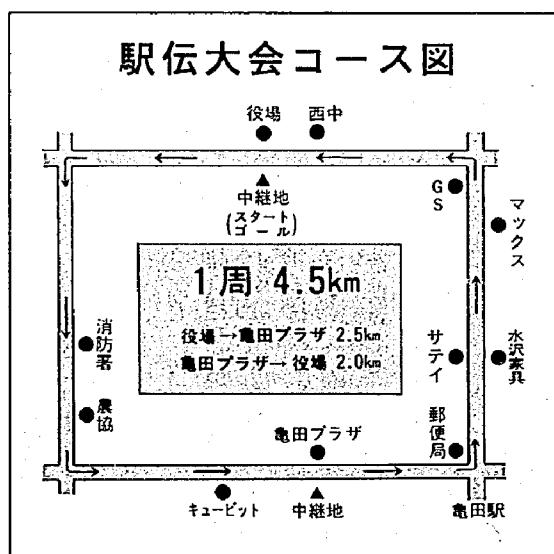 駅伝大会コース図
役場
西中
中継地
(スタート
ゴール)
GS
マックス
1周 4.5km
役場→亀田プラザ 2.5km
亀田プラザ→役場 2.0km
消防署
サティ
水沢家具
農協
亀田プラザ
郵便局
キュービット
中継地
亀田駅